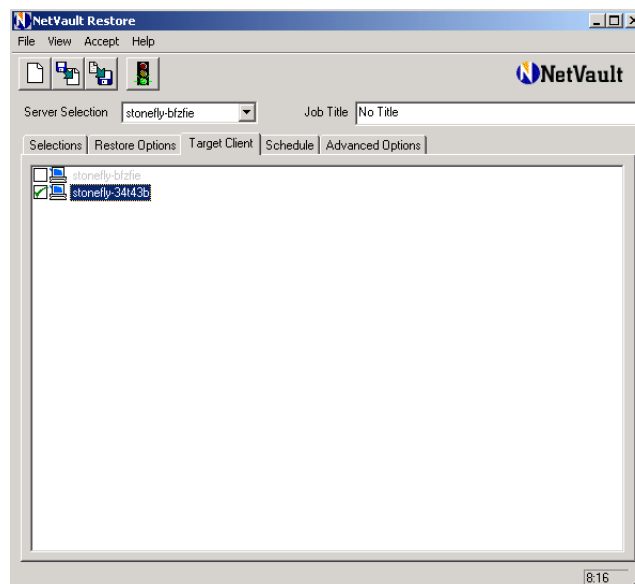 NetVault Restore
File View Accept Help
NetVault
Server Selection stonefly-bfzfie Job Title No Title
Selections Restore Options Target Client Schedule Advanced Options
stonefly-bfzfie
stonefly-34t43b
8:16